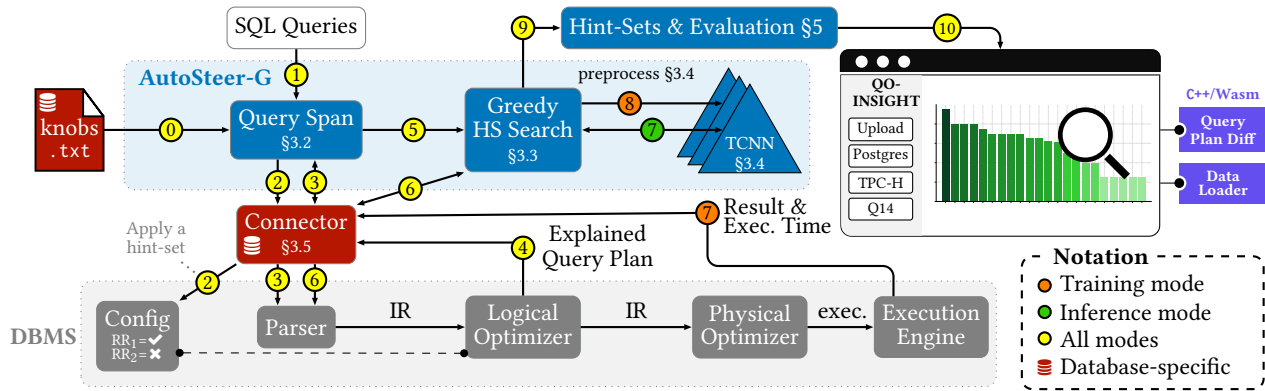 SQL Queries
9
Hint-Sets & Evaluation §5
10
AutoSteer-G
1
preprocess §3.4
knobs
.txt
0
Query Span
§3.2
5
Greedy
HS Search
§3.3
8
7
TCNN
§3.4
2
3
6
Connector
§3.5
Apply a
hint-set
2
3
6
4
Explained
Query Plan
7
Result &
Exec. Time
DBMS
Config
RR1=✔
RR2=✖
Parser
IR
Logical
Optimizer
IR
Physical
Optimizer
exec.
Execution
Engine
QO-
INSIGHT
Upload
Postgres
TPC-H
Q14
C++/Wasm
Query
Plan Diff
Data
Loader
Notation
Training mode
Inference mode
All modes
Database-specific